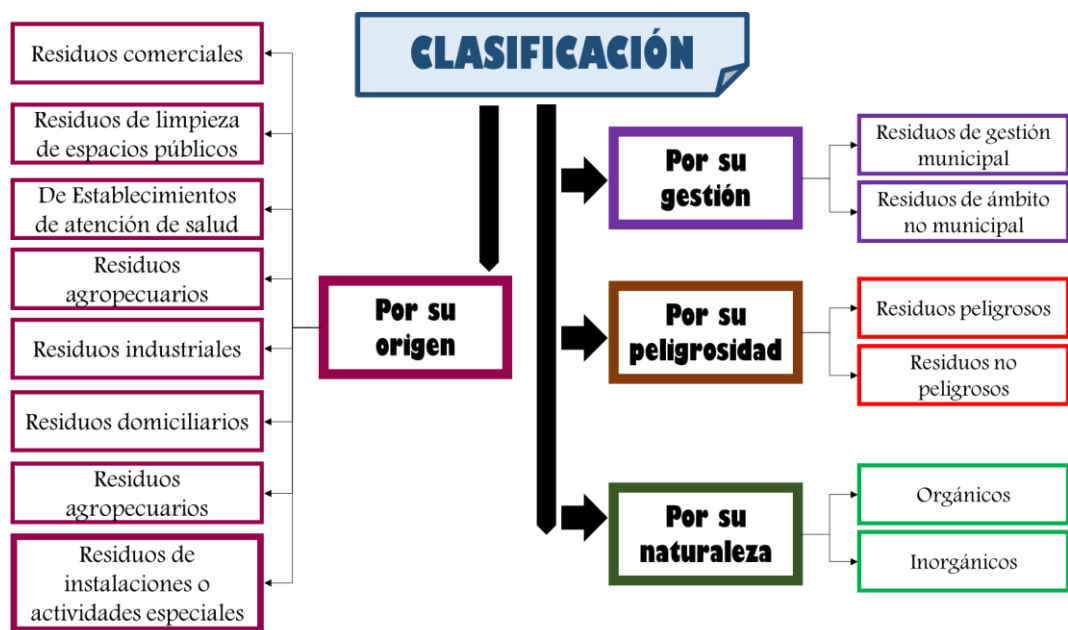 CLASIFICACIÓN
Residuos comerciales
Residuos de limpieza
de espacios públicos
De Establecimientos
de atención de salud
Residuos
agropecuarios
Residuos industriales
Residuos domiciliarios
Residuos
agropecuarios
Residuos de
instalaciones o
actividades especiales
Por su
origen
Por su
gestión
Residuos de gestión
municipal
Residuos de ámbito
no municipal
Por su
peligrosidad
Residuos peligrosos
Residuos no
peligrosos
Por su
naturaleza
Orgánicos
Inorgánicos